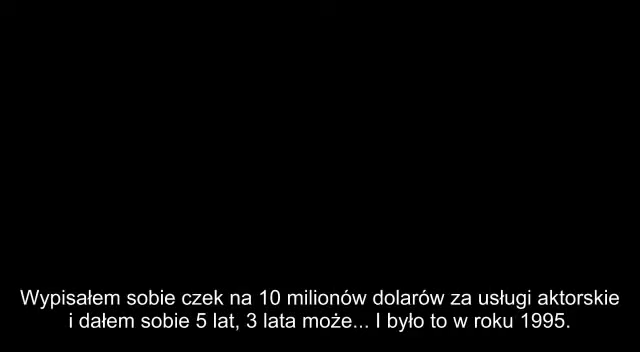 Wypisałem sobie czek na 10 milionów dolarów za usługi aktorskie
i dałem sobie 5 lat, 3 lata może... I było to w roku 1995.